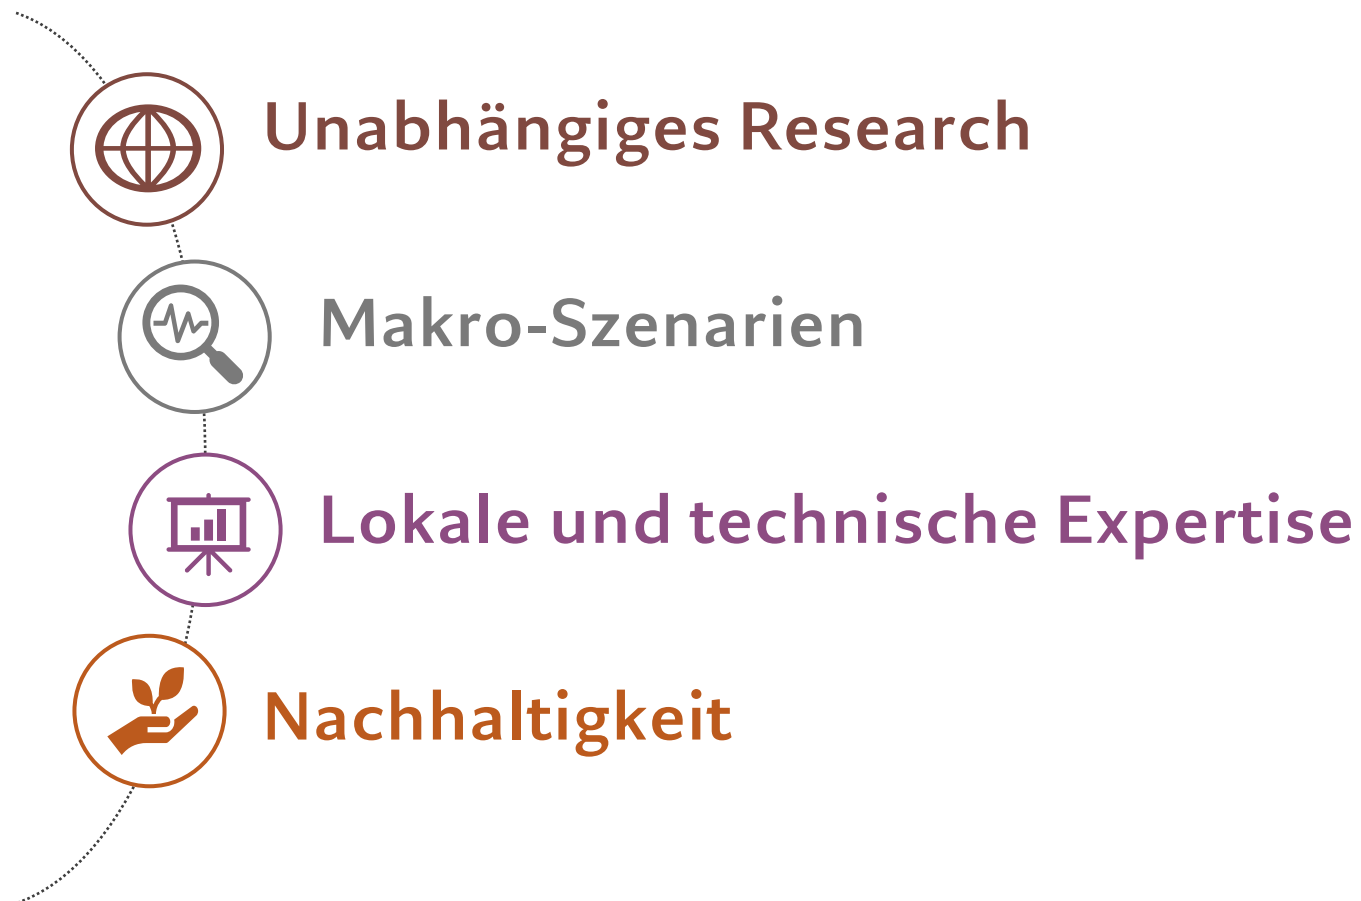 Unabhängiges Research
Makro-Szenarien
Lokale und technische Expertise
Nachhaltigkeit